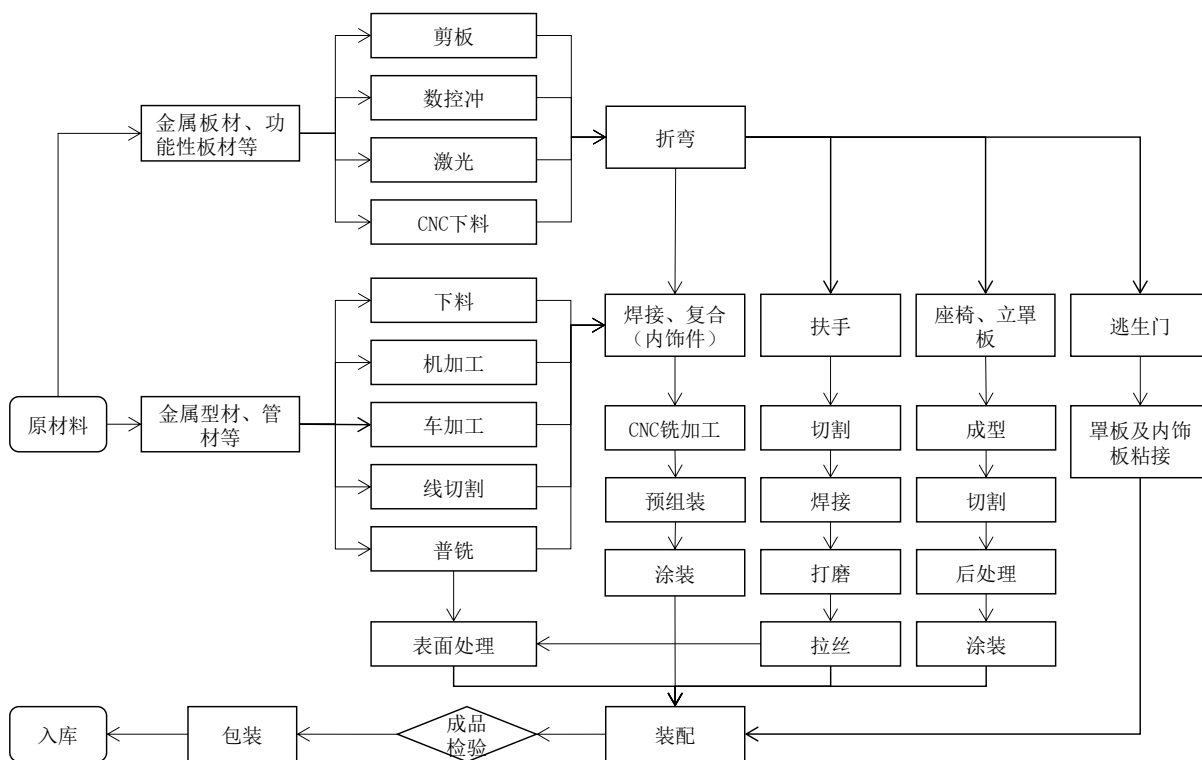 剪板
数控冲
金属板材、功
能性板材等
折弯
激光
CNC下料
下料
焊接、复合
（内饰件）
扶手
座椅、立罩
板
逃生门
机加工
原材料
金属型材、管
材等
车加工
CNC铣加工
切割
成型
罩板及内饰
板粘接
线切割
预组装
焊接
切割
普铣
涂装
打磨
后处理
表面处理
拉丝
涂装
入库
包装
成品
检验
装配